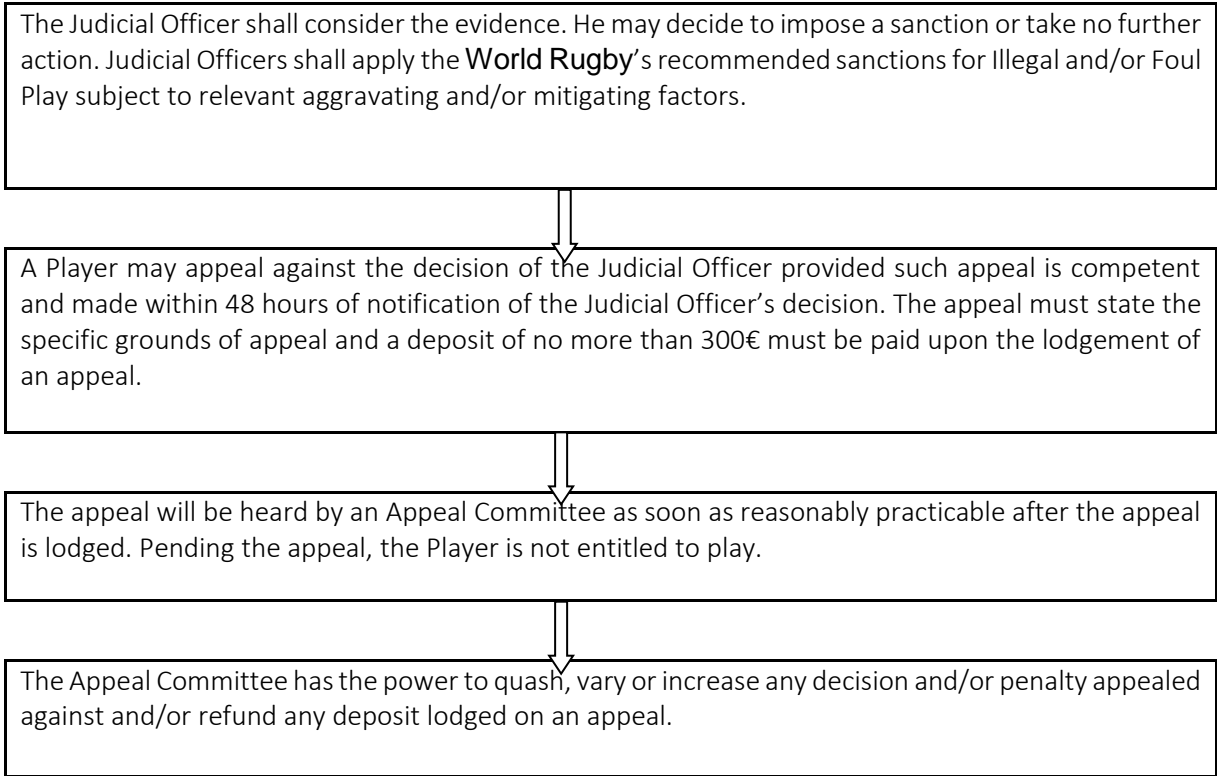 The Judicial Officer shall consider the evidence. He may decide to impose a sanction or take no further
action. Judicial Officers shall apply the World Rugby’s recommended sanctions for Illegal and/or Foul
Play subject to relevant aggravating and/or mitigating factors.
A Player may appeal against the decision of the Judicial Officer provided such appeal is competent
and made within 48 hours of notification of the Judicial Officer’s decision. The appeal must state the
specific grounds of appeal and a deposit of no more than 300€ must be paid upon the lodgement of
an appeal.
The appeal will be heard by an Appeal Committee as soon as reasonably practicable after the appeal
is lodged. Pending the appeal, the Player is not entitled to play.
The Appeal Committee has the power to quash, vary or increase any decision and/or penalty appealed
against and/or refund any deposit lodged on an appeal.